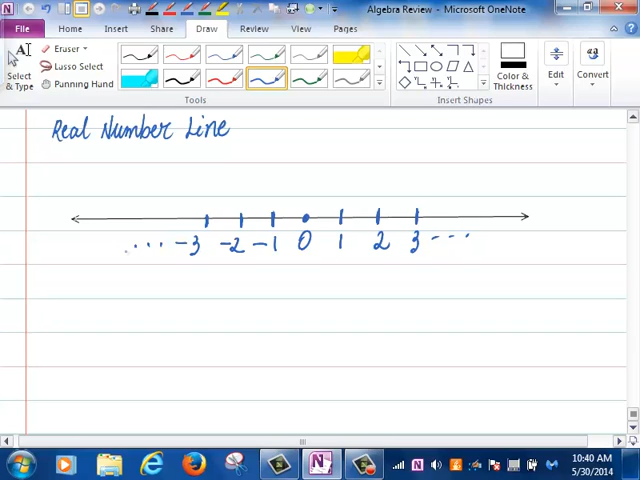 Algebra Review - Microsoft OneNote
File Home Insert Share Draw Review View Pages
Select & Type
Eraser
Lasso Select
Panning Hand
Color & Thickness
Edit
Convert
Tools
Insert Shapes
Real Number Line
... -3 -2 -1 0 1 2 3 ---
10:40 AM
5/30/2014